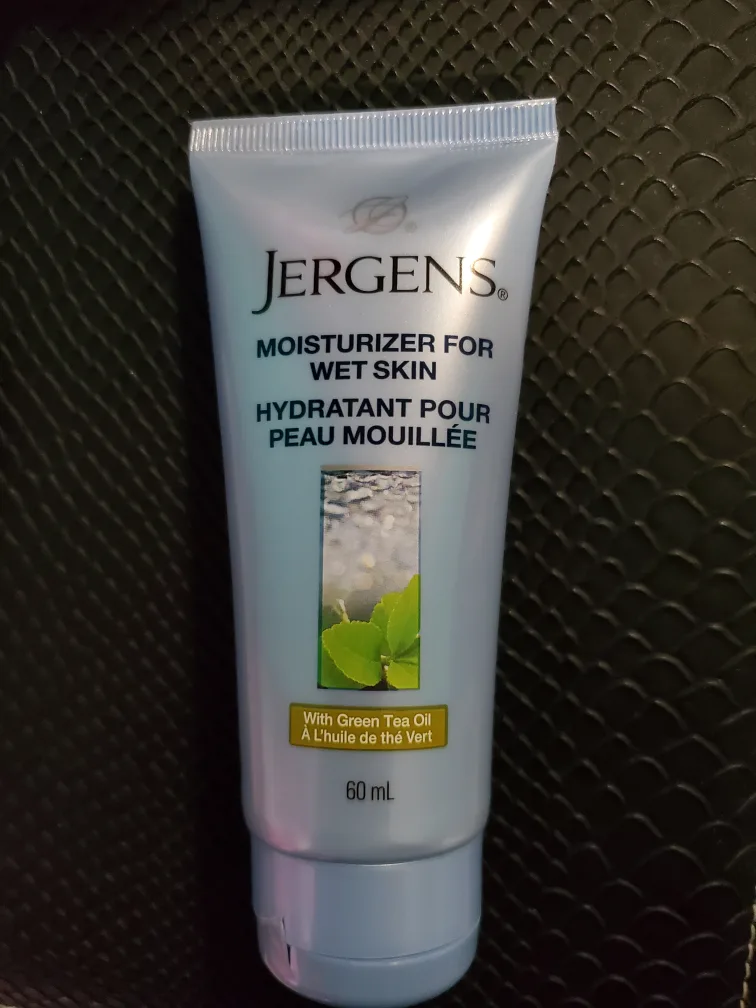 JERGENS®
MOISTURIZER FOR
WET SKIN
HYDRATANT POUR
PEAU MOUILLÉE
With Green Tea Oil
À L'huile de thé Vert
60 mL